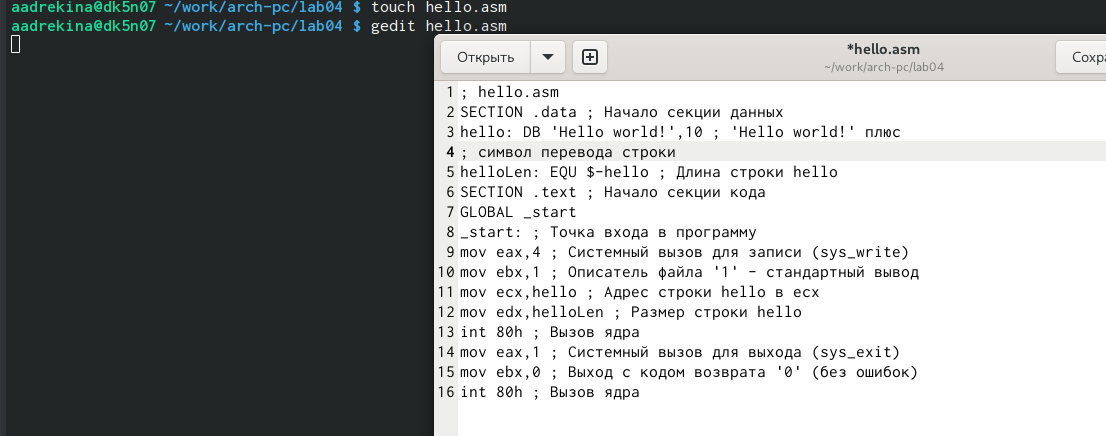 aadrekina@dk5n07 ~/work/arch-pc/lab04 $ touch hello.asm
aadrekina@dk5n07 ~/work/arch-pc/lab04 $ gedit hello.asm
Открыть
*hello.asm
~/work/arch-pc/lab04
1 ; hello.asm
2 SECTION .data ; Начало секции данных
3 hello: DB 'Hello world!',10 ; 'Hello world!' плюс
4 ; символ перевода строки
5 helloLen: EQU $-hello ; Длина строки hello
6 SECTION .text ; Начало секции кода
7 GLOBAL _start
8 _start: ; Точка входа в программу
9 mov eax,4 ; Системный вызов для записи (sys_write)
10 mov ebx,1 ; Описатель файла '1' - стандартный вывод
11 mov ecx,hello ; Адрес строки hello в ecx
12 mov edx,helloLen ; Размер строки hello
13 int 80h ; Вызов ядра
14 mov eax,1 ; Системный вызов для выхода (sys_exit)
15 mov ebx,0 ; Выход с кодом возврата '0' (без ошибок)
16 int 80h ; Вызов ядра